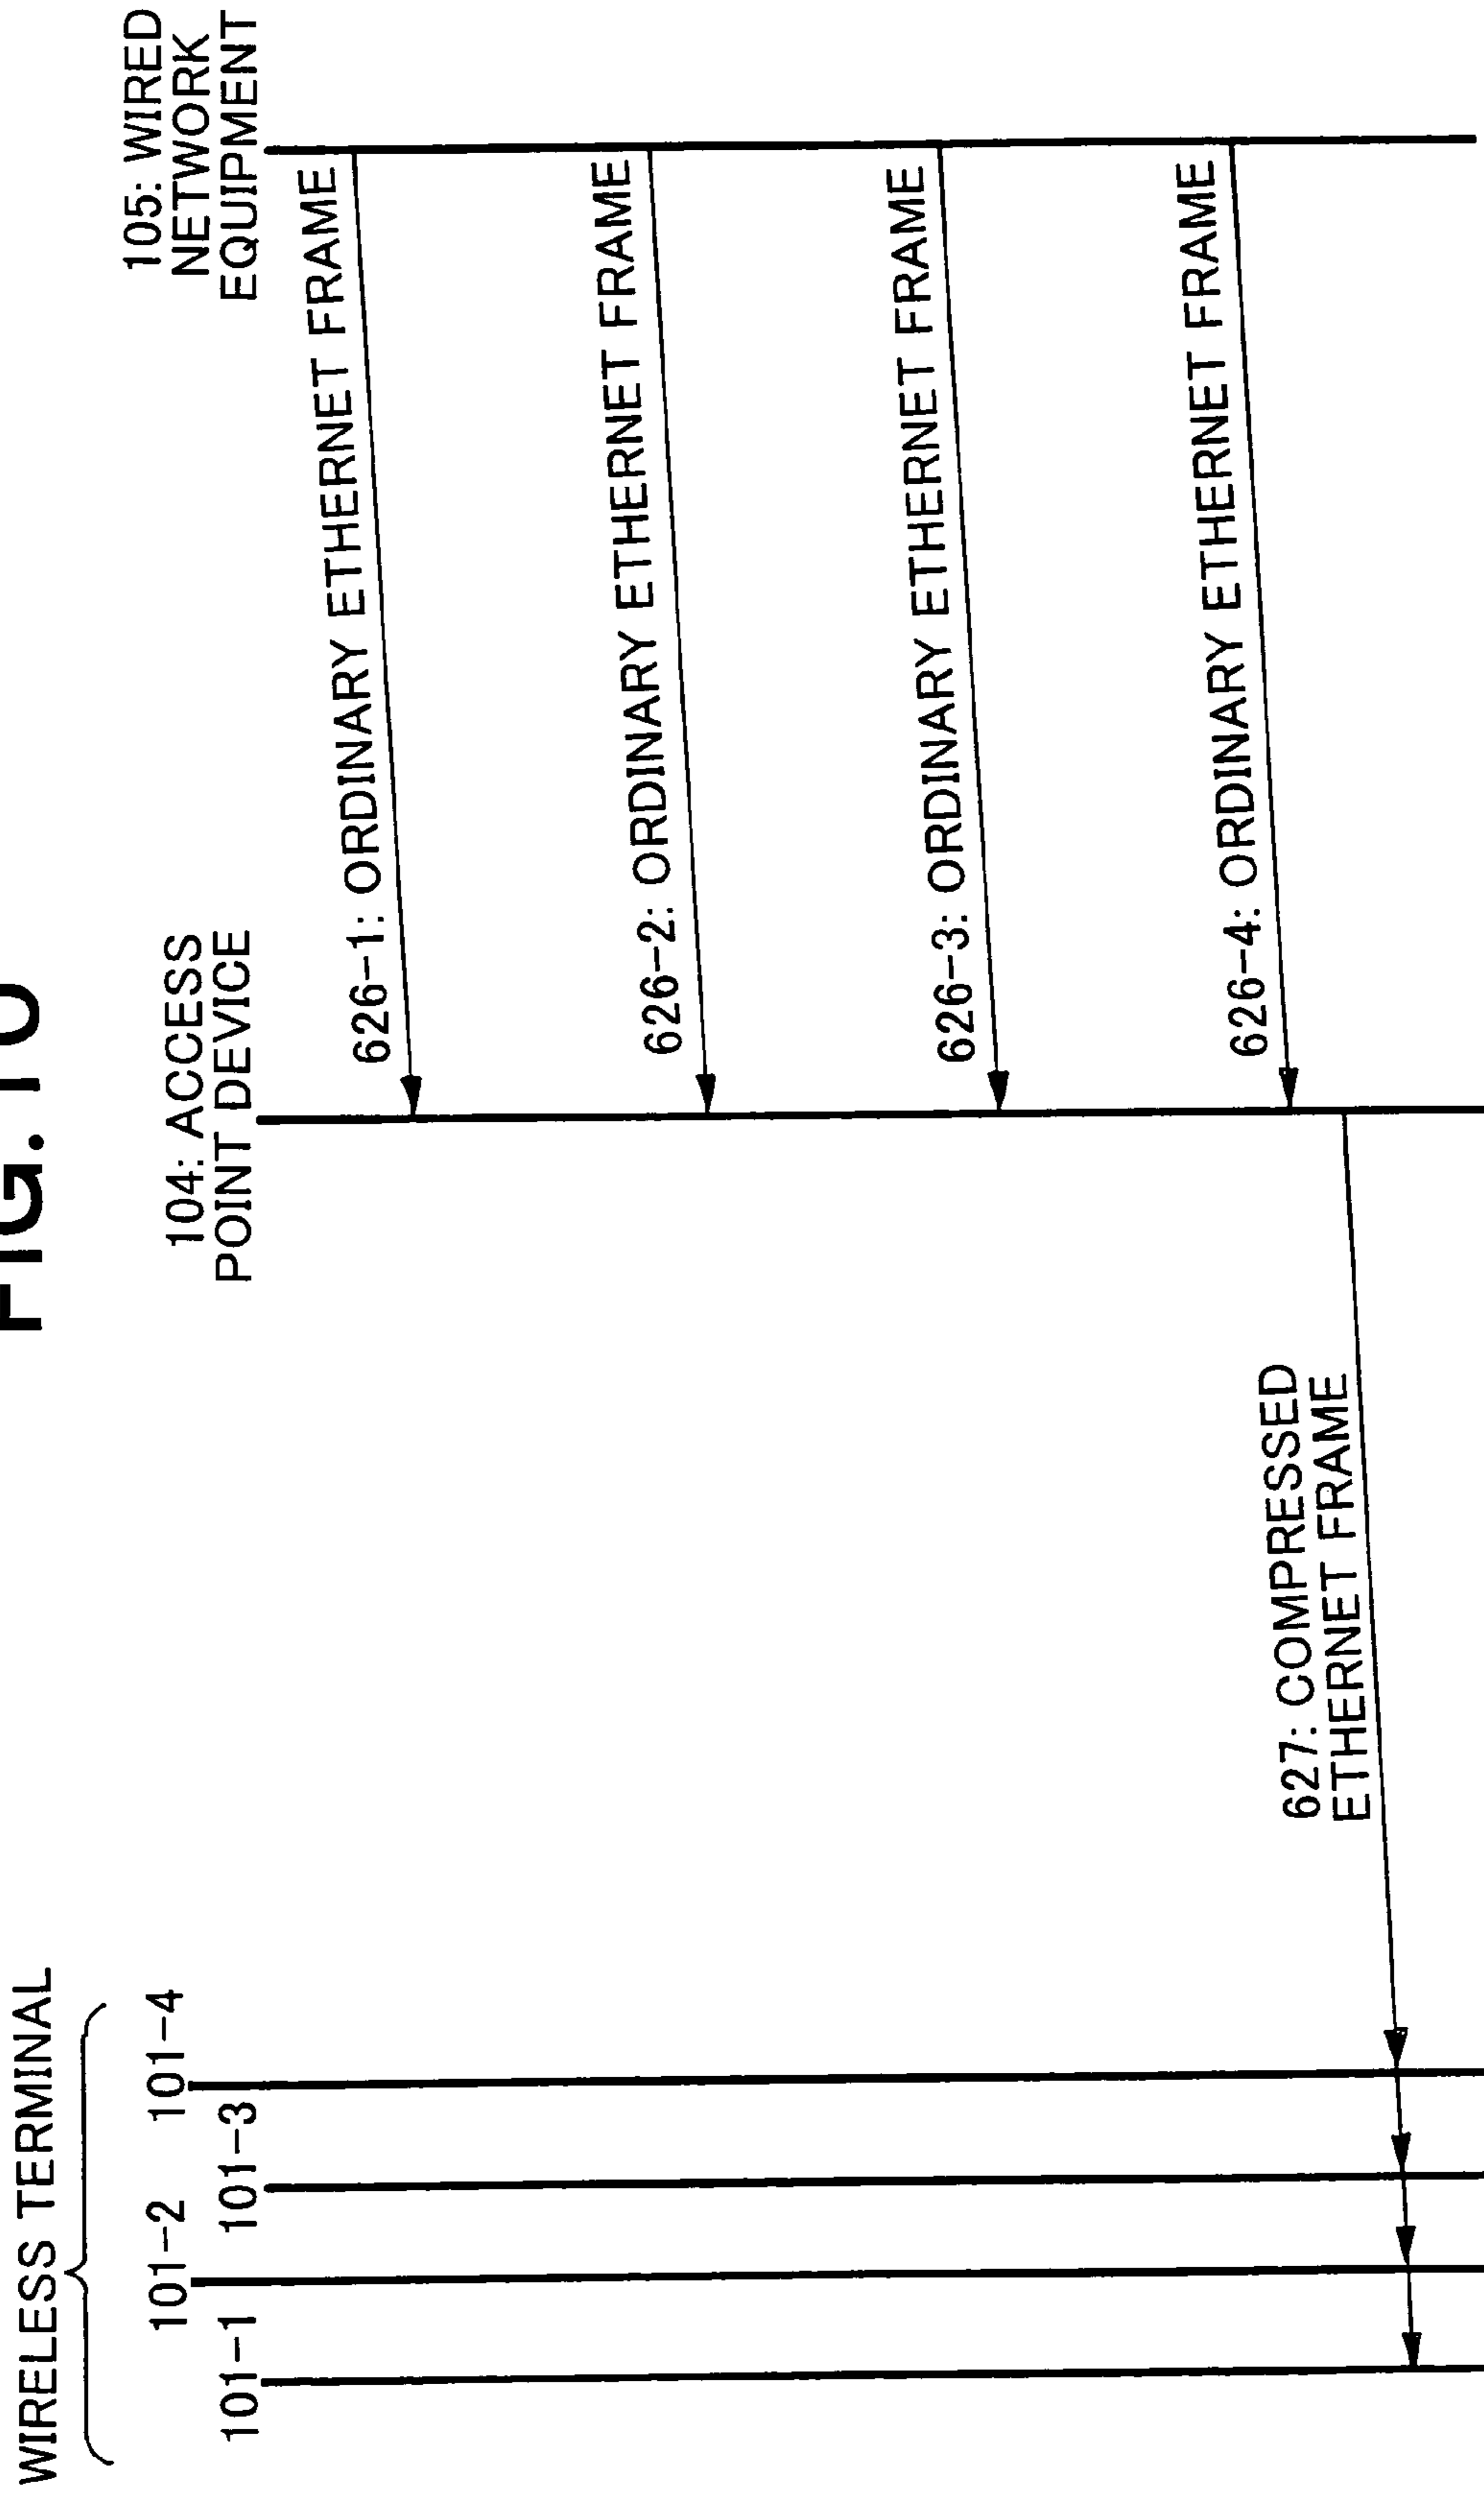 FIG. 10
WIRELESS TERMINAL
101-1
101-2
101-3
101-4
104: ACCESS
POINT DEVICE
105: WIRED
NETWORK
EQUIPMENT
626-1: ORDINARY ETHERNET FRAME
626-2: ORDINARY ETHERNET FRAME
626-3: ORDINARY ETHERNET FRAME
626-4: ORDINARY ETHERNET FRAME
627: COMPRESSED
ETHERNET FRAME